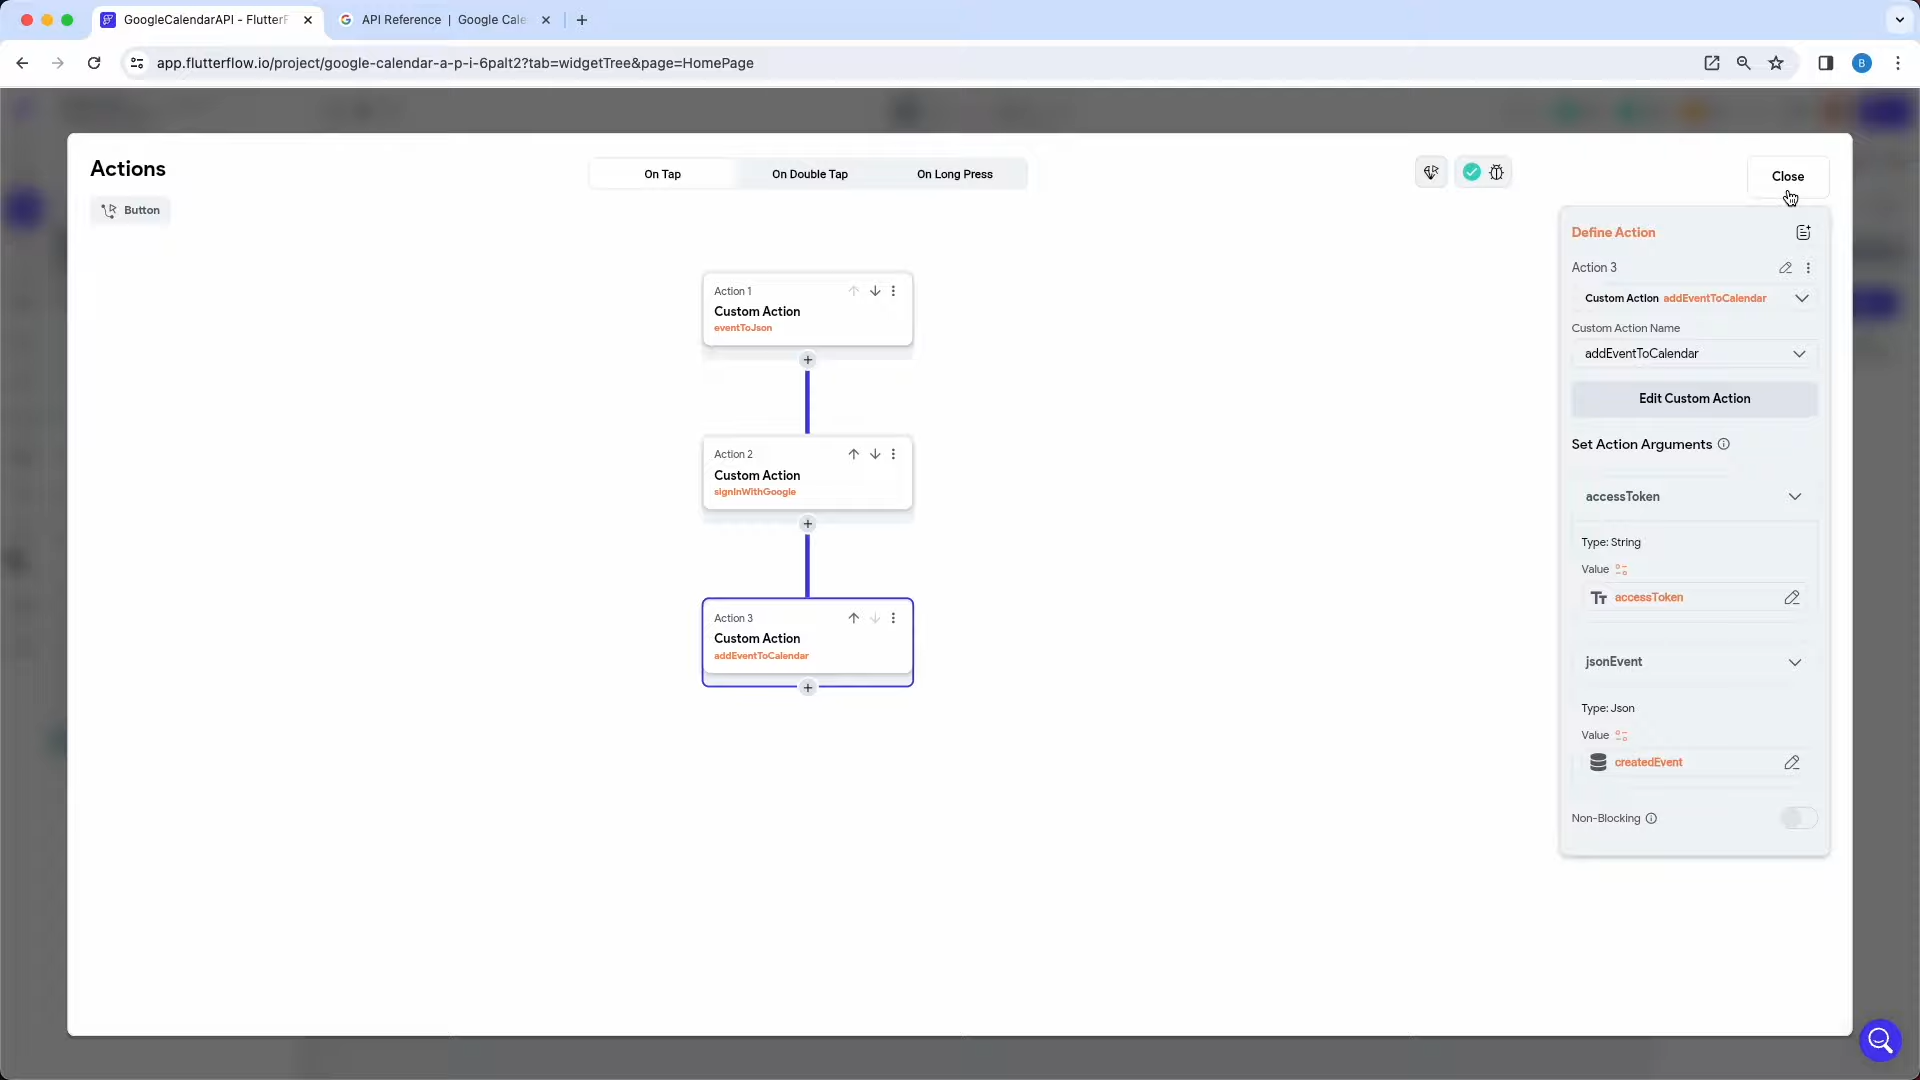 GoogleCalendarAPI - FlutterF
API Reference | Google Cale
app.flutterflow.io/project/google-calendar-a-p-i-6palt2?tab=widgetTree&page=HomePage
B
Actions
On Tap
On Double Tap
On Long Press
Close
Button
Define Action
Action 3
Custom Action addEventToCalendar
Custom Action Name
addEventToCalendar
Edit Custom Action
Set Action Arguments
accessToken
Type: String
Value
accessToken
jsonEvent
Type: Json
Value
createdEvent
Non-Blocking
Action 1
Custom Action
eventToJson
Action 2
Custom Action
signInWithGoogle
Action 3
Custom Action
addEventToCalendar